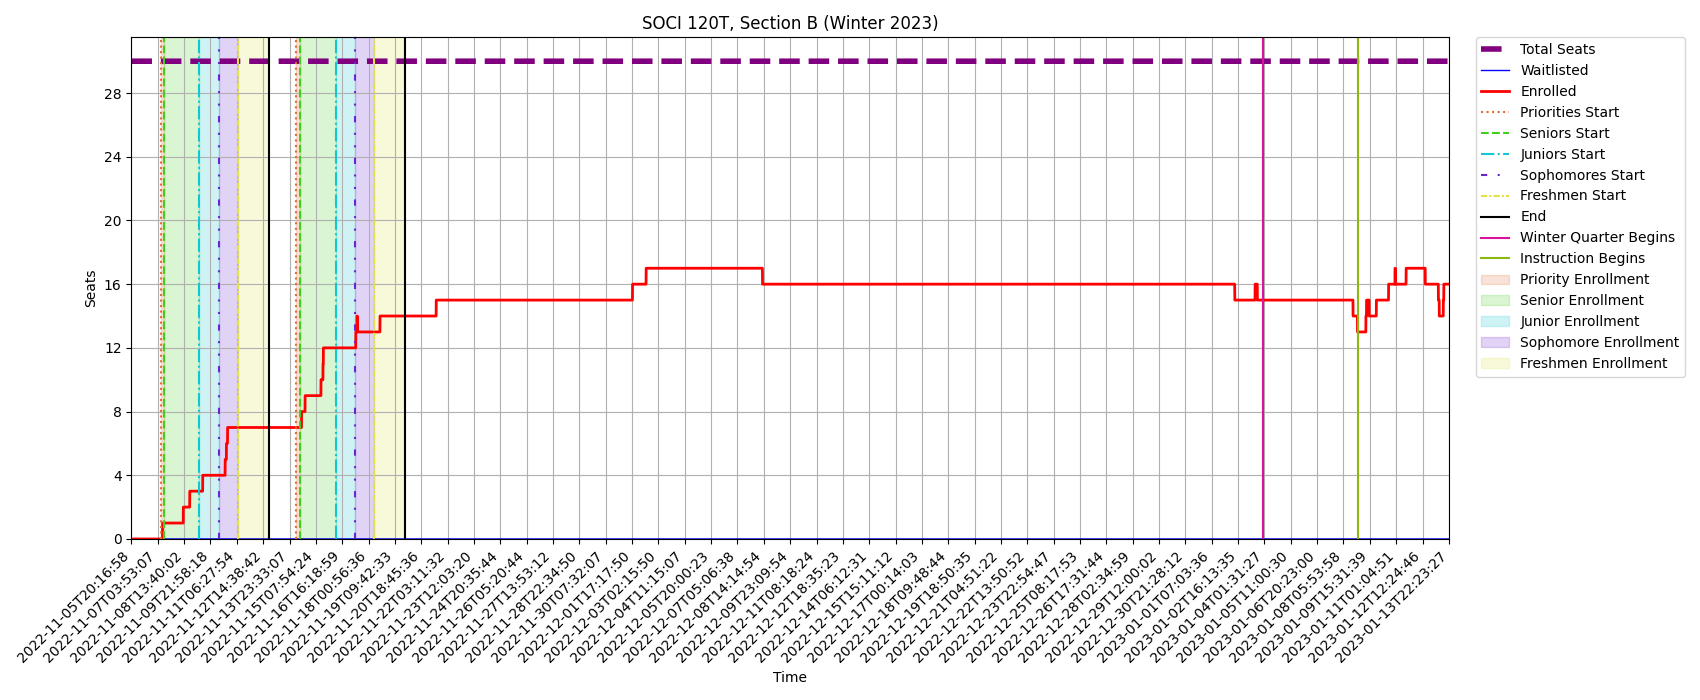 SOCI 120T, Section B (Winter 2023)
Seats
28
24
20
16
12
8
4
0
2022-11-05T20:16:58
2022-11-07T03:53:07
2022-11-08T13:40:02
2022-11-09T21:58:18
2022-11-11T06:27:54
2022-11-12T14:38:42
2022-11-13T23:33:07
2022-11-15T07:54:24
2022-11-16T16:18:59
2022-11-18T00:56:36
2022-11-19T09:42:33
2022-11-20T18:45:36
2022-11-22T03:11:32
2022-11-23T12:03:20
2022-11-24T20:35:44
2022-11-26T05:20:44
2022-11-27T13:53:12
2022-11-28T22:34:50
2022-11-30T07:32:07
2022-12-01T17:17:50
2022-12-03T02:15:50
2022-12-04T11:15:07
2022-12-05T20:00:23
2022-12-07T05:06:38
2022-12-08T14:14:54
2022-12-09T23:09:54
2022-12-11T08:18:24
2022-12-12T18:35:23
2022-12-14T06:12:31
2022-12-15T15:11:12
2022-12-17T00:14:03
2022-12-18T09:48:44
2022-12-19T18:50:35
2022-12-21T04:51:22
2022-12-22T13:50:52
2022-12-23T22:54:47
2022-12-25T08:17:53
2022-12-26T17:31:44
2022-12-28T02:34:59
2022-12-29T12:00:02
2022-12-30T21:28:12
2023-01-01T07:03:36
2023-01-02T16:13:35
2023-01-04T01:31:27
2023-01-05T11:00:30
2023-01-06T20:23:00
2023-01-08T05:53:58
2023-01-09T15:31:39
2023-01-11T01:04:51
2023-01-12T12:24:46
2023-01-13T22:23:27
Time
Total Seats
Waitlisted
Enrolled
Priorities Start
Seniors Start
Juniors Start
Sophomores Start
Freshmen Start
End
Winter Quarter Begins
Instruction Begins
Priority Enrollment
Senior Enrollment
Junior Enrollment
Sophomore Enrollment
Freshmen Enrollment